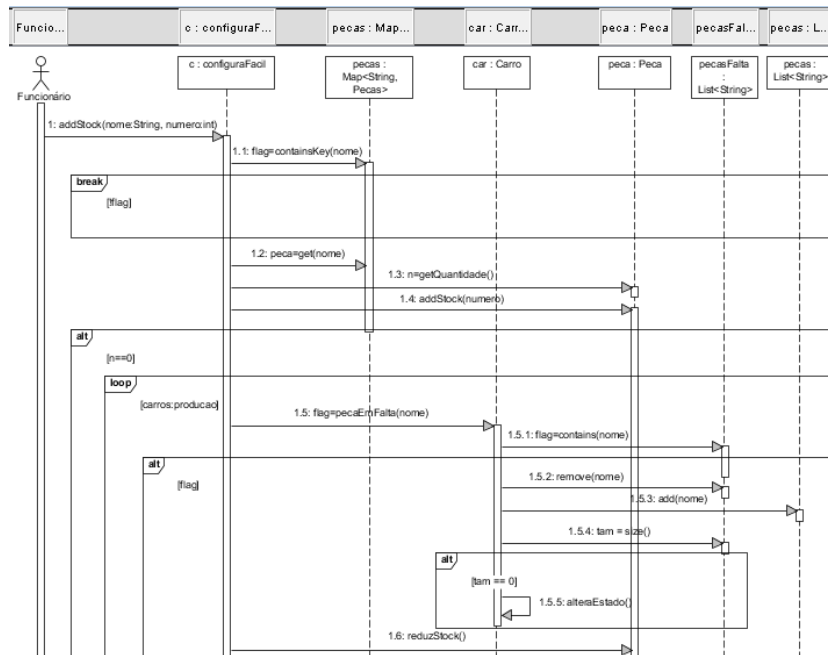 Funcio...
c : configuraF...
pecas : Map...
car : Carr...
peca : Peca
pecasFal...
pecas : L...
Funcionário
c : configuraFacil
pecas :
Map<String,
Pecas>
car : Carro
peca : Peca
pecasFalta
:
List<String>
pecas :
List<String>
1: addStock(nome:String, numero:int)
1.1: flag=containsKey(nome)
break
[!flag]
1.2: peca=get(nome)
1.3: n=getQuantidade()
1.4: addStock(numero)
alt
[n==0]
loop
[carros:producao]
1.5: flag=pecaEmFalta(nome)
1.5.1: flag=contains(nome)
alt
[flag]
1.5.2: remove(nome)
1.5.3: add(nome)
1.5.4: tam = size()
alt
[tam == 0]
1.5.5: alteraEstado()
1.6: reduzStock()